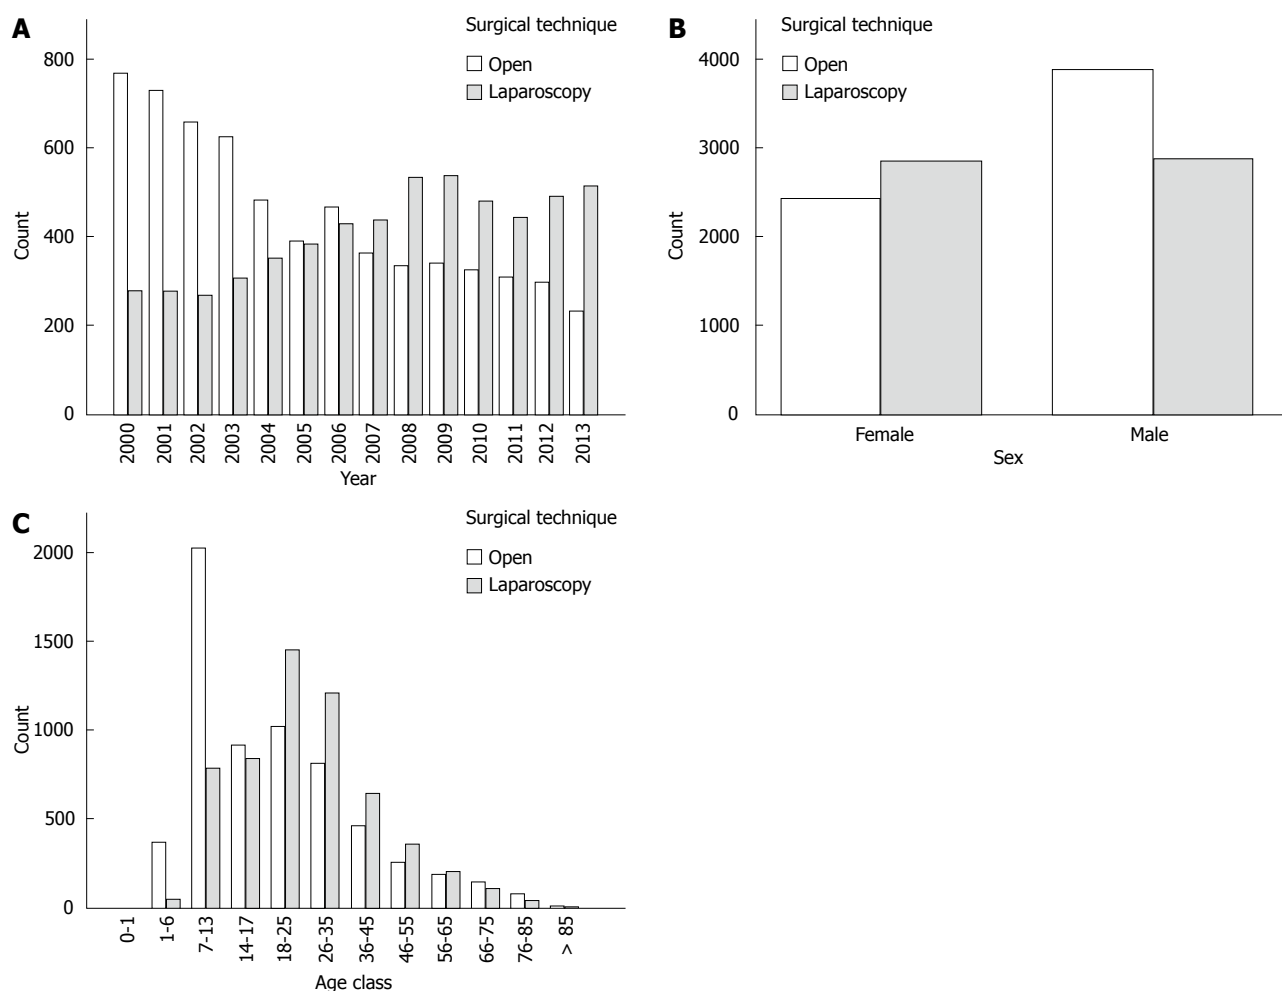 A
Surgical technique
Open
Laparoscopy
800
600
400
200
0
Count
2000
2001
2002
2003
2004
2005
2006
2007
2008
2009
2010
2011
2012
2013
Year
B
Surgical technique
Open
Laparoscopy
4000
3000
2000
1000
0
Count
Female
Male
Sex
C
Surgical technique
Open
Laparoscopy
2000
1500
1000
500
0
Count
0-1
1-6
7-13
14-17
18-25
26-35
36-45
46-55
56-65
66-75
76-85
> 85
Age class